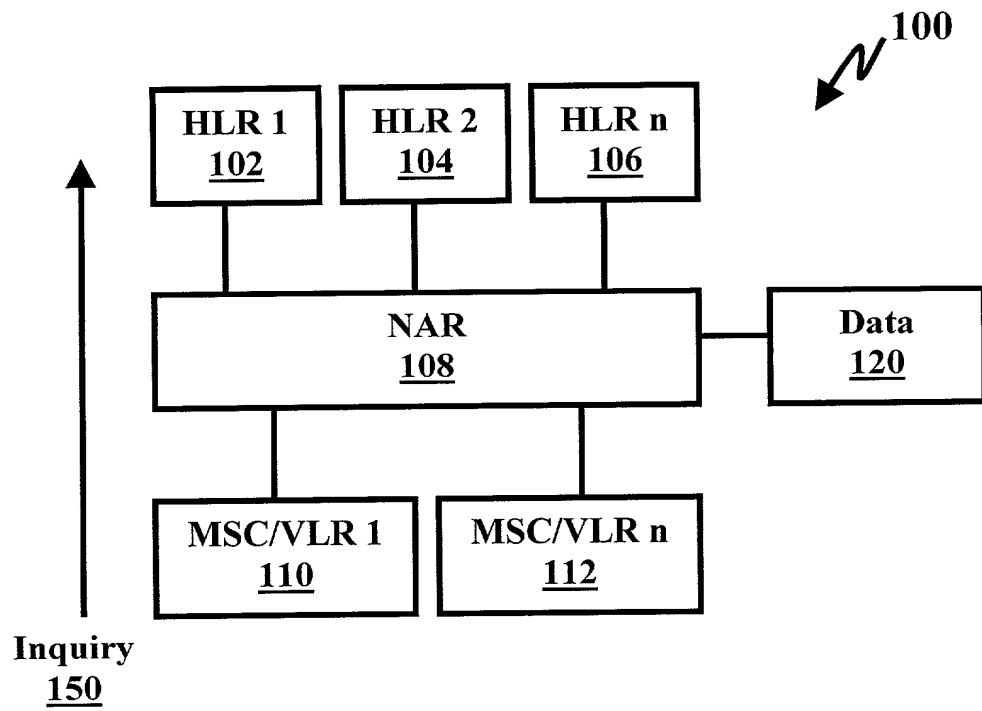 100
HLR 1
102
HLR 2
104
HLR n
106
NAR
108
Data
120
MSC/VLR 1
110
MSC/VLR n
112
Inquiry
150